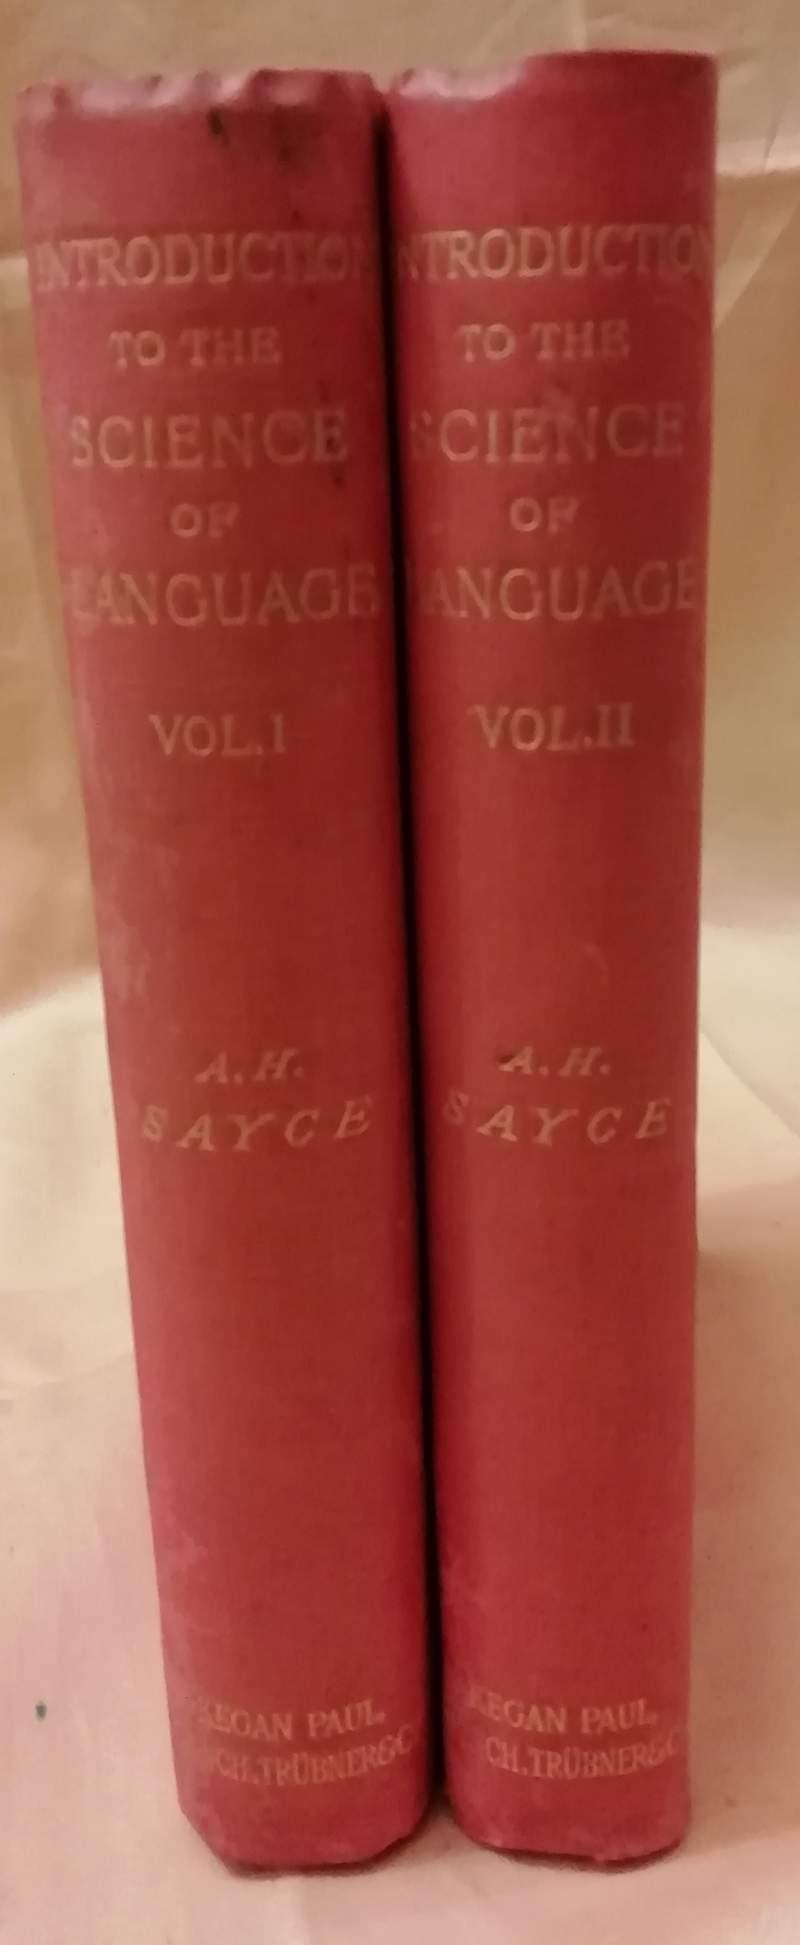 INTRODUCTION
TO THE
SCIENCE
OF
LANGUAGE
VOL. I
A. H.
SAYCE
KEGAN PAUL,
CH. TRÜBNER & C
NTRODUCTION
TO THE
SCIENCE
OF
LANGUAGE
VOL. II
A. H.
SAYCE
KEGAN PAUL,
CH. TRÜBNER & C